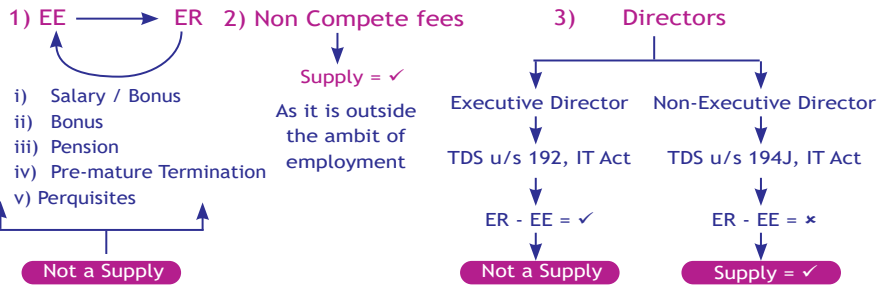 1) EE ER
i) Salary / Bonus
ii) Bonus
iii) Pension
iv) Pre-mature Termination
v) Perquisites
Not a Supply
2) Non Compete fees
Supply = ✓
As it is outside
the ambit of
employment
3) Directors
Executive Director
TDS u/s 192, IT Act
ER - EE = ✓
Not a Supply
Non-Executive Director
TDS u/s 194J, IT Act
ER - EE = ×
Supply = ✓